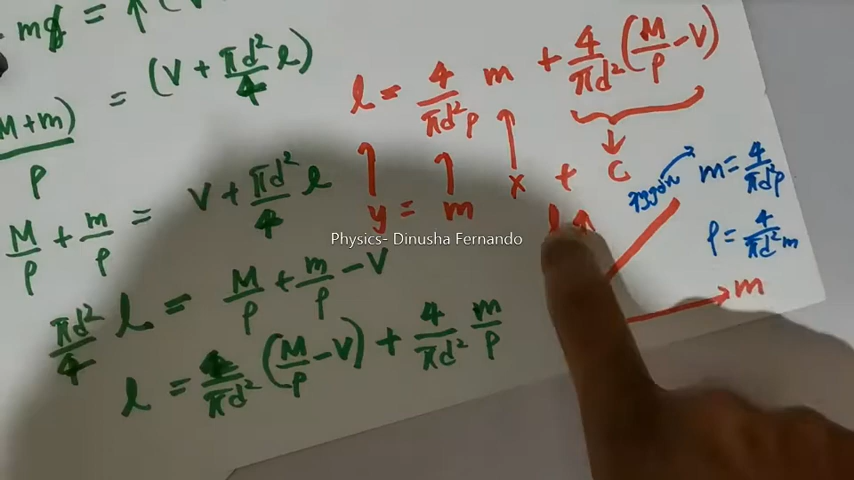 mg = ↑(V
(M+m)/ρ = (V + πd²/4 l)
M/ρ + m/ρ = V + πd²/4 l
πd²/4 l = M/ρ + m/ρ − V
l = 4/πd² (M/ρ − V) + 4/πd² m/ρ
l = 4/πd²ρ m + 4/πd² (M/ρ − V)
y = m x + C
l
m
m = 4/πd²ρ
ρ = 4/πd²m
Physics- Dinusha Fernando